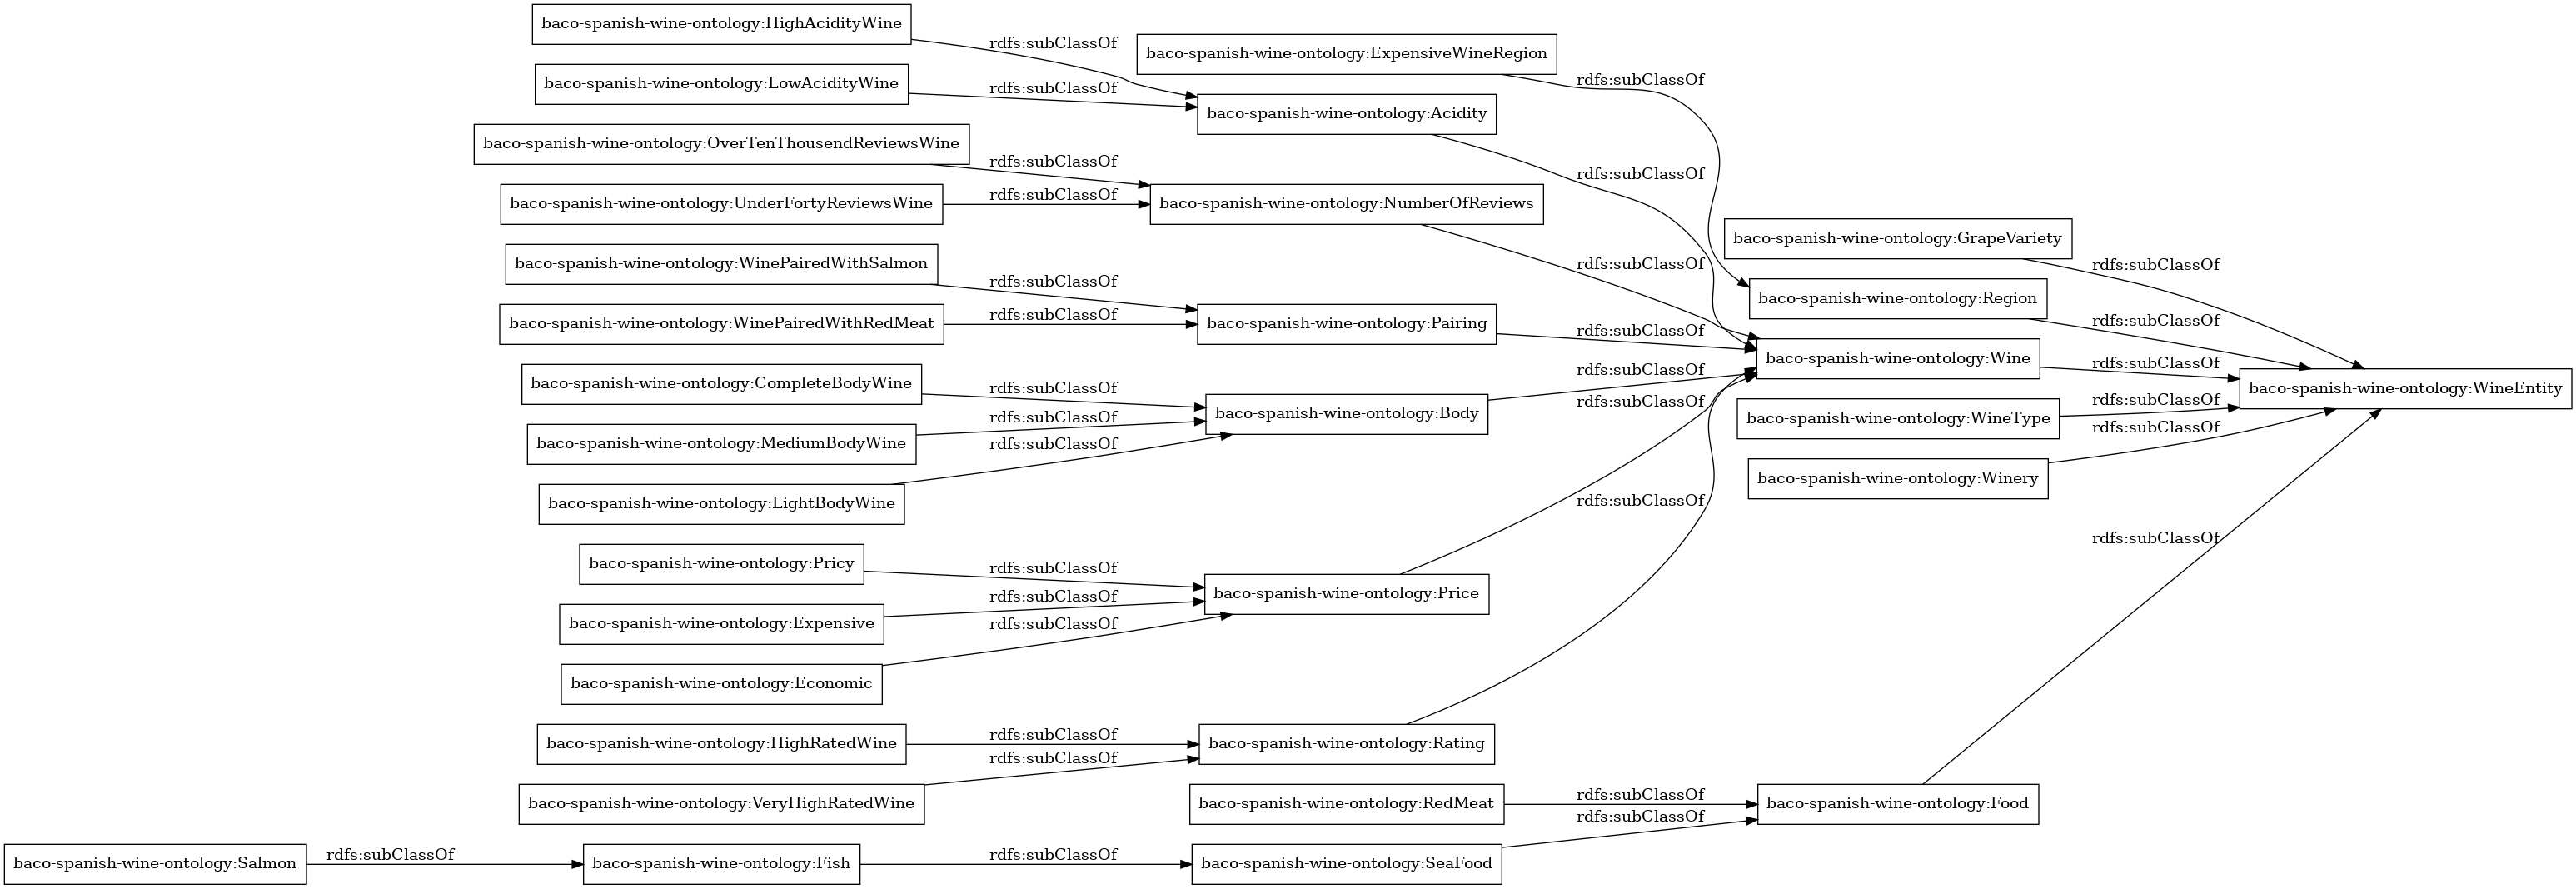 baco-spanish-wine-ontology:HighAcidityWine
rdfs:subClassOf
baco-spanish-wine-ontology:ExpensiveWineRegion
rdfs:subClassOf
baco-spanish-wine-ontology:LowAcidityWine
rdfs:subClassOf
baco-spanish-wine-ontology:Acidity
rdfs:subClassOf
baco-spanish-wine-ontology:OverTenThousendReviewsWine
rdfs:subClassOf
baco-spanish-wine-ontology:UnderFortyReviewsWine
rdfs:subClassOf
baco-spanish-wine-ontology:NumberOfReviews
rdfs:subClassOf
baco-spanish-wine-ontology:GrapeVariety
rdfs:subClassOf
baco-spanish-wine-ontology:WinePairedWithSalmon
rdfs:subClassOf
baco-spanish-wine-ontology:Region
rdfs:subClassOf
baco-spanish-wine-ontology:WinePairedWithRedMeat
rdfs:subClassOf
baco-spanish-wine-ontology:Pairing
rdfs:subClassOf
baco-spanish-wine-ontology:Wine
rdfs:subClassOf
baco-spanish-wine-ontology:CompleteBodyWine
rdfs:subClassOf
baco-spanish-wine-ontology:WineEntity
baco-spanish-wine-ontology:MediumBodyWine
rdfs:subClassOf
baco-spanish-wine-ontology:Body
rdfs:subClassOf
baco-spanish-wine-ontology:WineType
rdfs:subClassOf
baco-spanish-wine-ontology:LightBodyWine
rdfs:subClassOf
baco-spanish-wine-ontology:Winery
rdfs:subClassOf
baco-spanish-wine-ontology:Pricy
rdfs:subClassOf
baco-spanish-wine-ontology:Expensive
rdfs:subClassOf
baco-spanish-wine-ontology:Price
rdfs:subClassOf
baco-spanish-wine-ontology:Economic
rdfs:subClassOf
baco-spanish-wine-ontology:HighRatedWine
rdfs:subClassOf
baco-spanish-wine-ontology:Rating
rdfs:subClassOf
baco-spanish-wine-ontology:VeryHighRatedWine
rdfs:subClassOf
baco-spanish-wine-ontology:RedMeat
rdfs:subClassOf
baco-spanish-wine-ontology:Food
rdfs:subClassOf
baco-spanish-wine-ontology:Salmon
rdfs:subClassOf
baco-spanish-wine-ontology:Fish
rdfs:subClassOf
baco-spanish-wine-ontology:SeaFood
rdfs:subClassOf